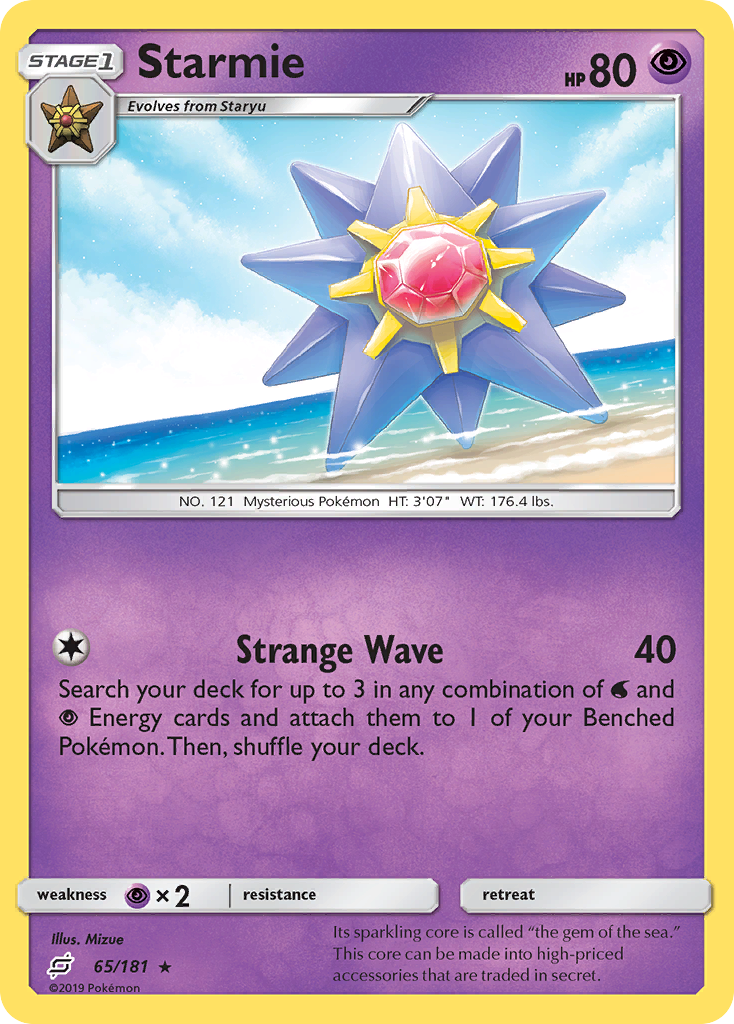 STAGE1
Starmie
HP 80
Evolves from Staryu
NO. 121 Mysterious Pokémon HT: 3'07" WT: 176.4 lbs.
Strange Wave 40
Search your deck for up to 3 in any combination of and
Energy cards and attach them to 1 of your Benched
Pokémon. Then, shuffle your deck.
weakness ×2 resistance retreat
Illus. Mizue
65/181 ★
©2019 Pokémon
Its sparkling core is called “the gem of the sea.”
This core can be made into high-priced
accessories that are traded in secret.